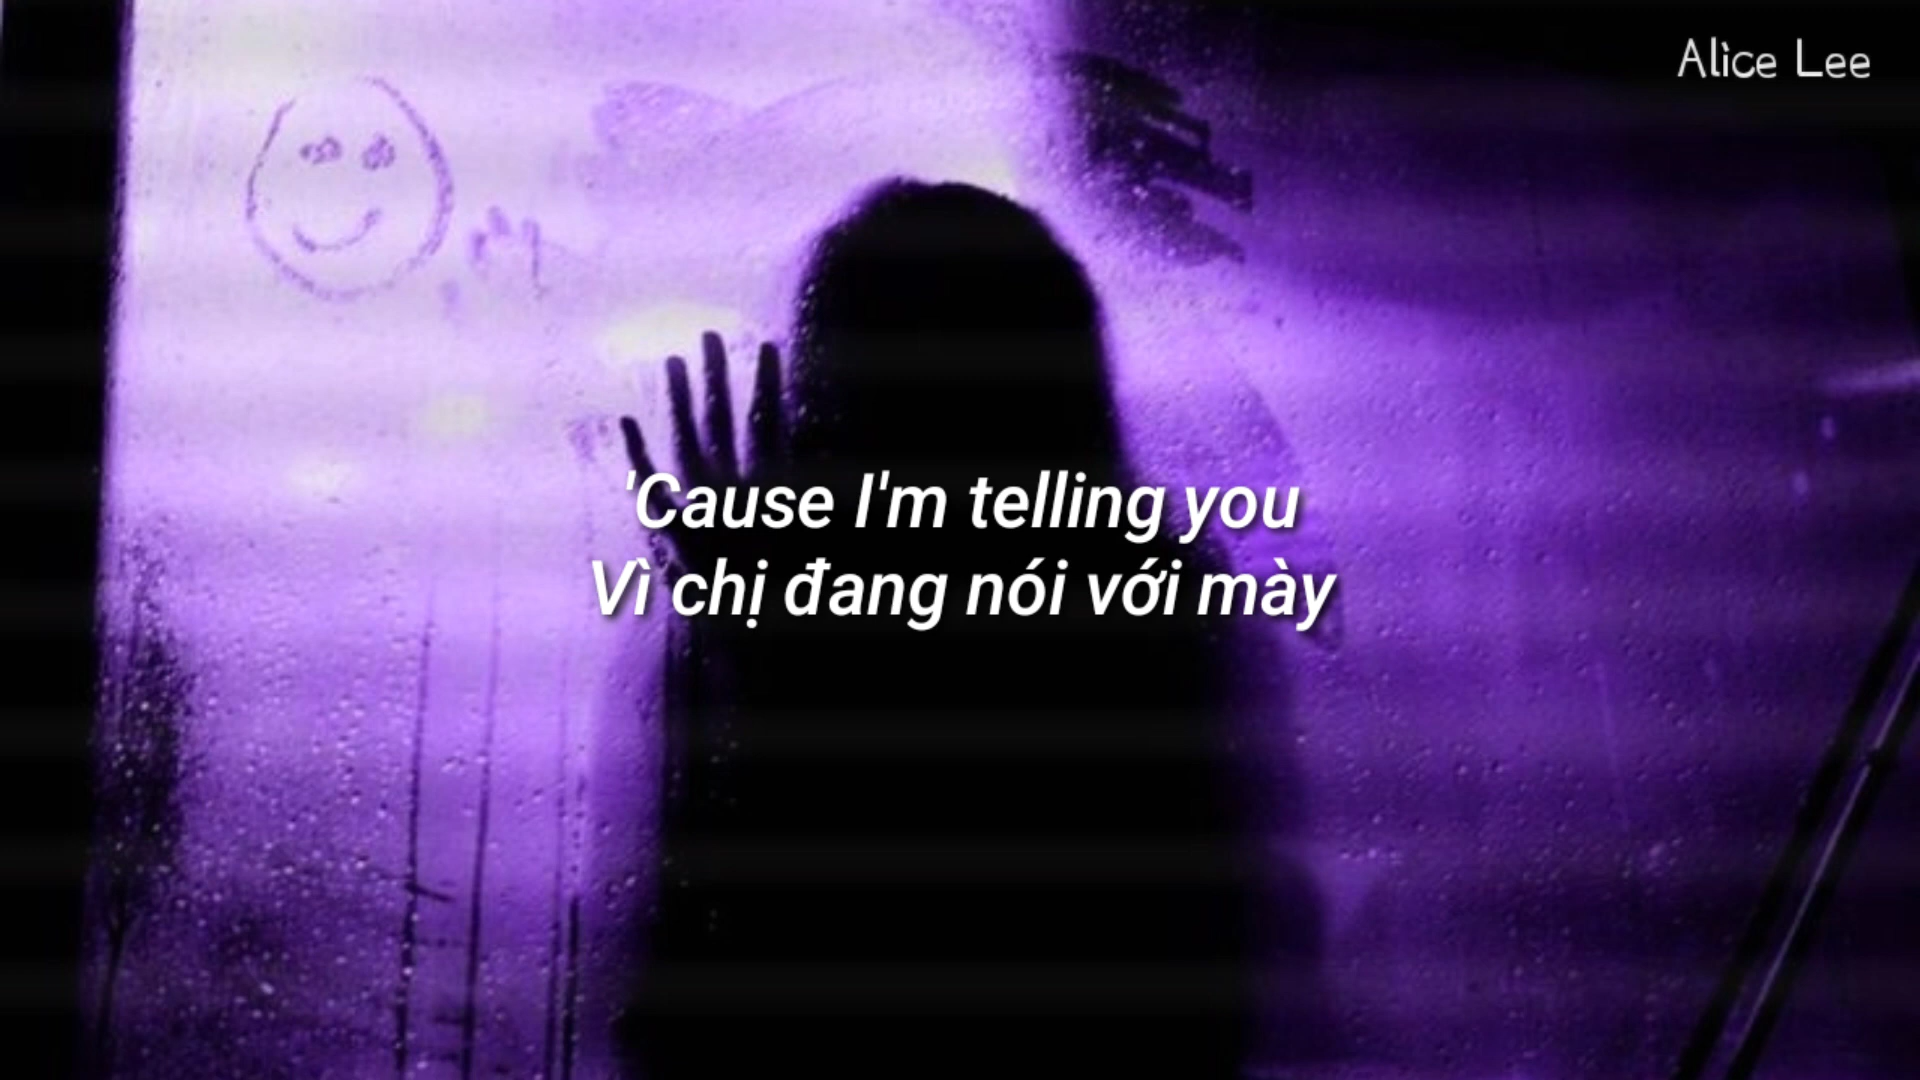 Alice Lee
'Cause I'm telling you
Vì chị đang nói với mày